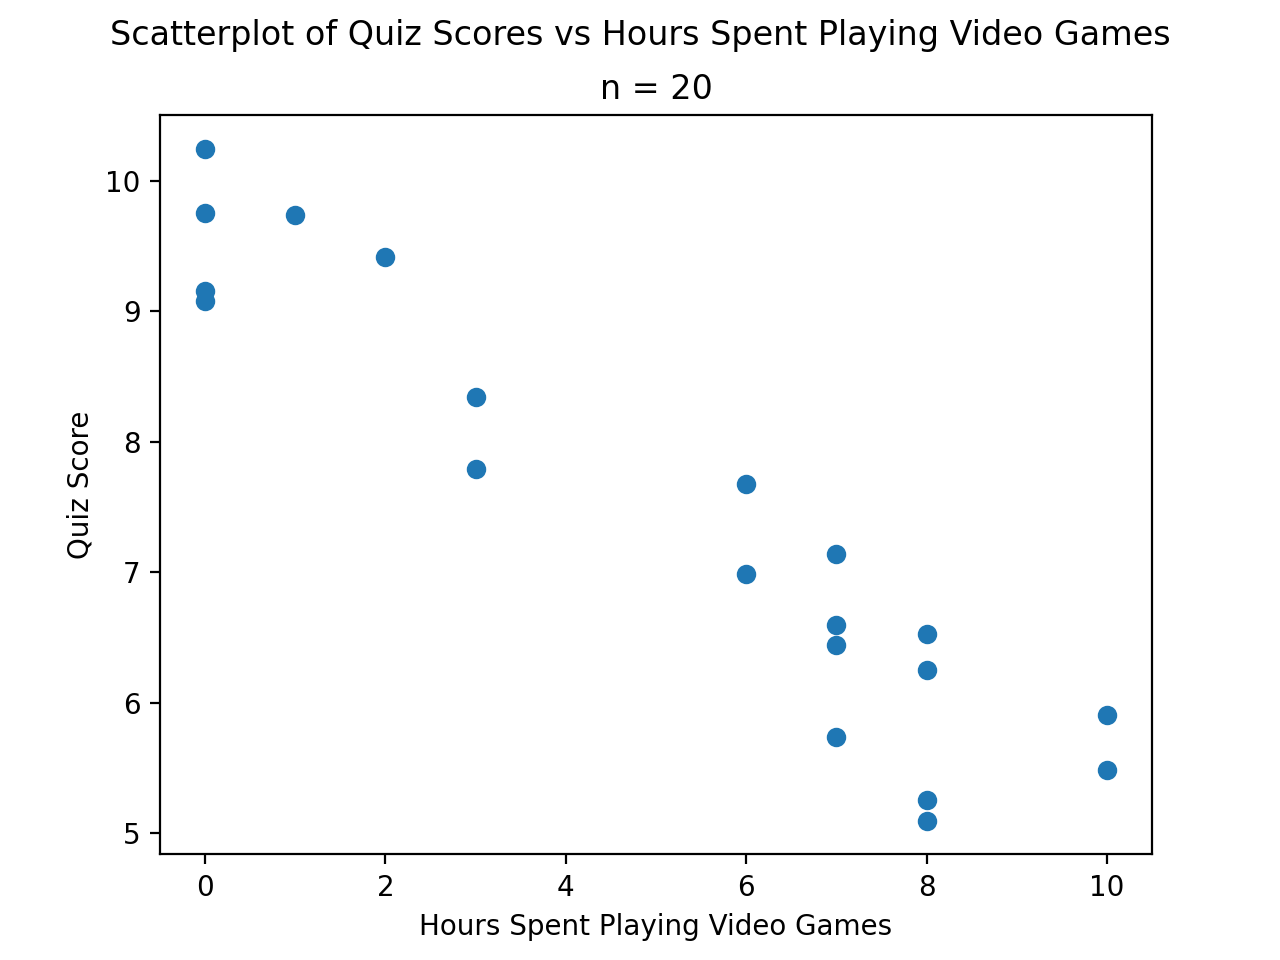 Scatterplot of Quiz Scores vs Hours Spent Playing Video Games
n = 20
10
9
8
7
6
5
Quiz Score
0 2 4 6 8 10
Hours Spent Playing Video Games